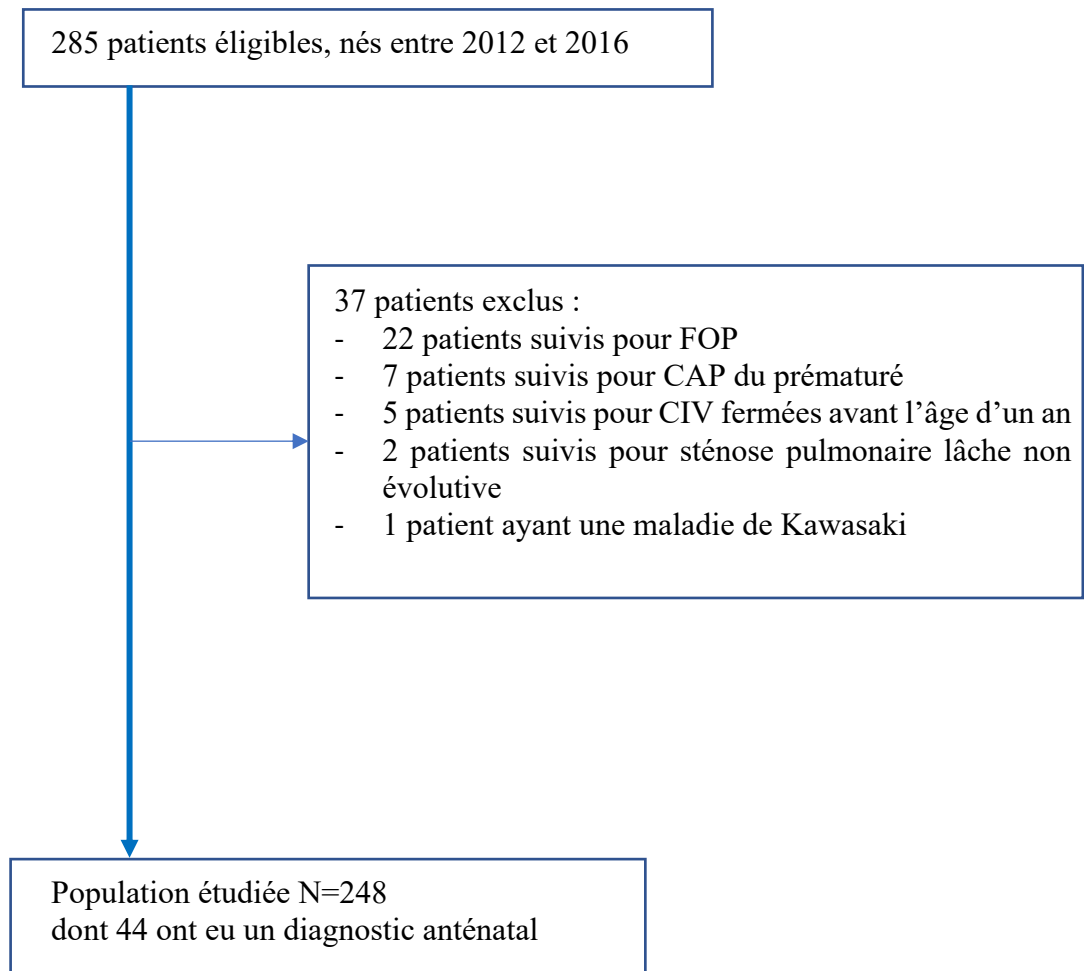 285 patients éligibles, nés entre 2012 et 2016
37 patients exclus :
- 22 patients suivis pour FOP
- 7 patients suivis pour CAP du prématuré
- 5 patients suivis pour CIV fermées avant l’âge d’un an
- 2 patients suivis pour sténose pulmonaire lâche non
évolutive
- 1 patient ayant une maladie de Kawasaki
Population étudiée N=248
dont 44 ont eu un diagnostic anténatal